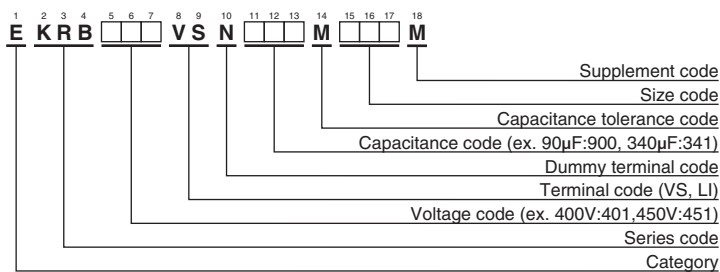 1 2 3 4 5 6 7 8 9 10 11 12 13 14 15 16 17 18
E KRB □□□ VS N □□□ M □□□ M
Supplement code
Size code
Capacitance tolerance code
Capacitance code (ex. 90μF:900, 340μF:341)
Dummy terminal code
Terminal code (VS, LI)
Voltage code (ex. 400V:401,450V:451)
Series code
Category